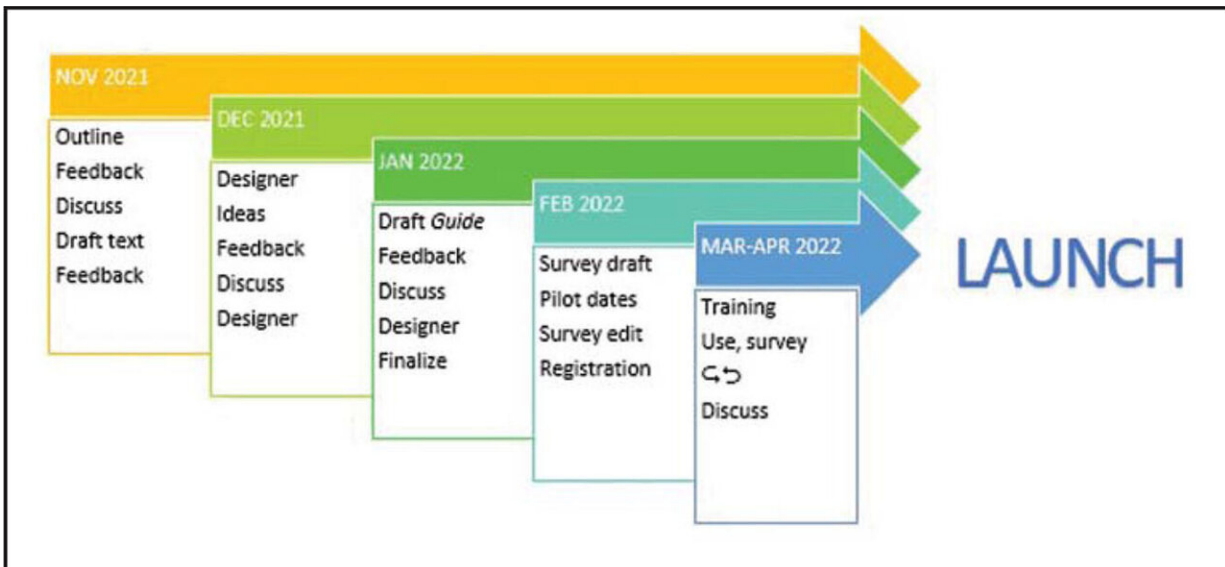 NOV 2021
Outline
Feedback
Discuss
Draft text
Feedback
DEC 2021
Designer
Ideas
Feedback
Discuss
Designer
JAN 2022
Draft Guide
Feedback
Discuss
Designer
Finalize
FEB 2022
Survey draft
Pilot dates
Survey edit
Registration
MAR-APR 2022
Training
Use, survey
⮎⮌
Discuss
LAUNCH